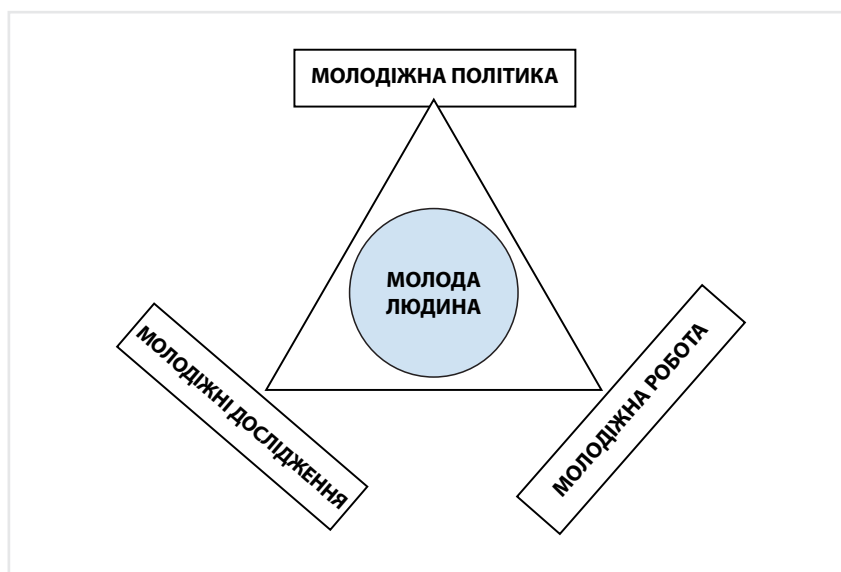 МОЛОДІЖНА ПОЛІТИКА
МОЛОДА
ЛЮДИНА
МОЛОДІЖНІ ДОСЛІДЖЕННЯ
МОЛОДІЖНА РОБОТА